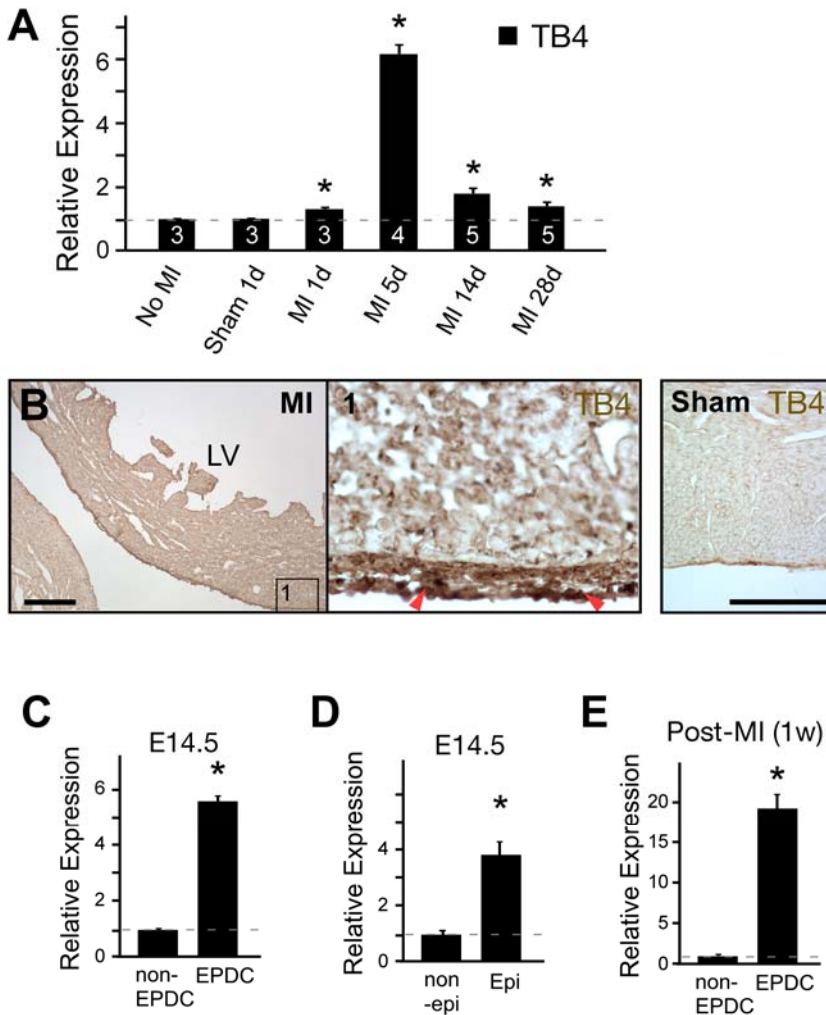 A
TB4
Relative Expression
6
4
2
0
*
*
*
*
3
3
3
4
5
5
No MI
Sham 1d
MI 1d
MI 5d
MI 14d
MI 28d
B
MI
LV
1
1
TB4
Sham TB4
C
E14.5
Relative Expression
6
4
2
0
*
non-
EPDC
EPDC
D
E14.5
Relative Expression
6
4
2
0
*
non
-epi
Epi
E
Post-MI (1w)
Relative Expression
20
15
10
5
0
*
non-
EPDC
EPDC